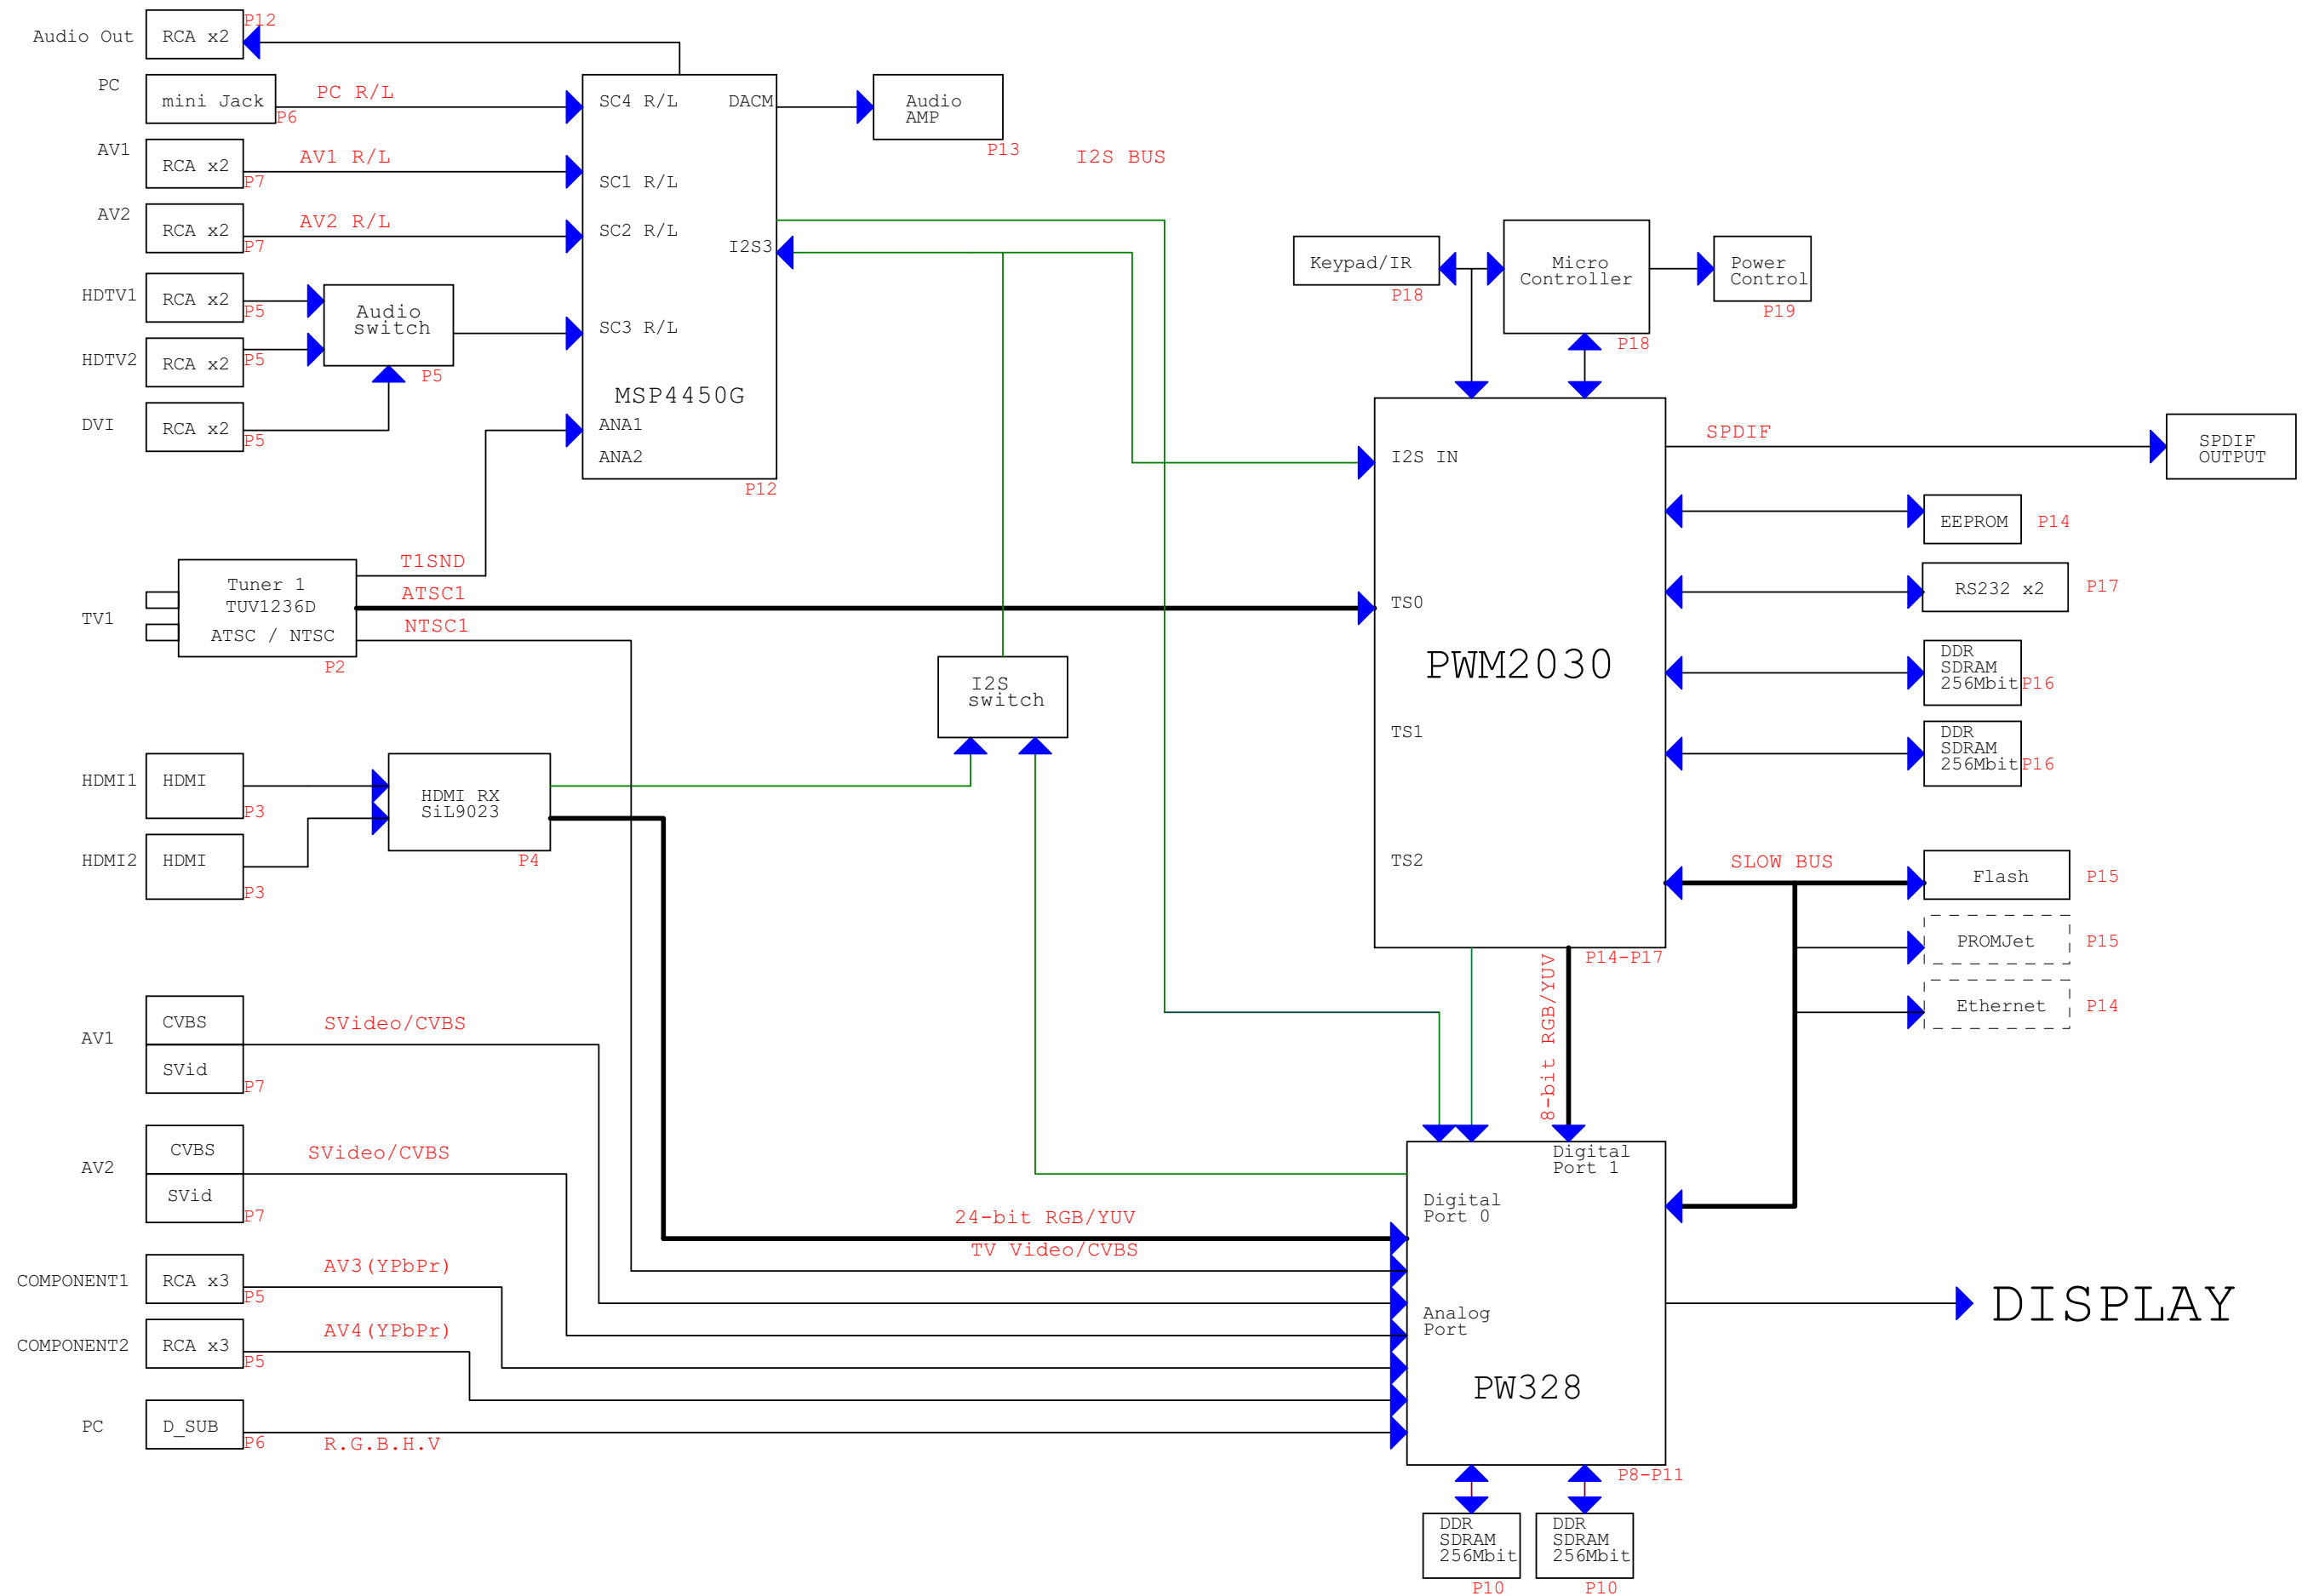 P12
Audio Out
RCA x2
PC
mini Jack
P6
PC R/L
SC4 R/L
DACM
Audio
AMP
P13
I2S BUS
AV1
RCA x2
P7
AV1 R/L
SC1 R/L
AV2
RCA x2
P7
AV2 R/L
SC2 R/L
I2S3
Keypad/IR
P18
Micro
Controller
P18
Power
Control
P19
HDTV1
RCA x2
P5
Audio
switch
P5
SC3 R/L
HDTV2
RCA x2
P5
MSP4450G
DVI
RCA x2
P5
ANA1
ANA2
P12
I2S IN
SPDIF
SPDIF
OUTPUT
EEPROM
P14
TV1
Tuner 1
TUV1236D
ATSC / NTSC
P2
T1SND
ATSC1
NTSC1
TS0
RS232 x2
P17
PWM2030
DDR
SDRAM
256Mbit
P16
I2S
switch
TS1
DDR
SDRAM
256Mbit
P16
HDMI1
HDMI
P3
HDMI RX
SiL9023
P4
HDMI2
HDMI
P3
TS2
SLOW BUS
Flash
P15
PROMJet
P15
P14-P17
8-bit RGB/YUV
Ethernet
P14
AV1
CVBS
SVid
P7
SVideo/CVBS
AV2
CVBS
SVid
P7
SVideo/CVBS
Digital
Port 1
Digital
Port 0
24-bit RGB/YUV
TV Video/CVBS
COMPONENT1
RCA x3
P5
AV3(YPbPr)
Analog
Port
DISPLAY
COMPONENT2
RCA x3
P5
AV4(YPbPr)
PW328
PC
D_SUB
P6
R.G.B.H.V
P8-P11
DDR
SDRAM
256Mbit
P10
DDR
SDRAM
256Mbit
P10